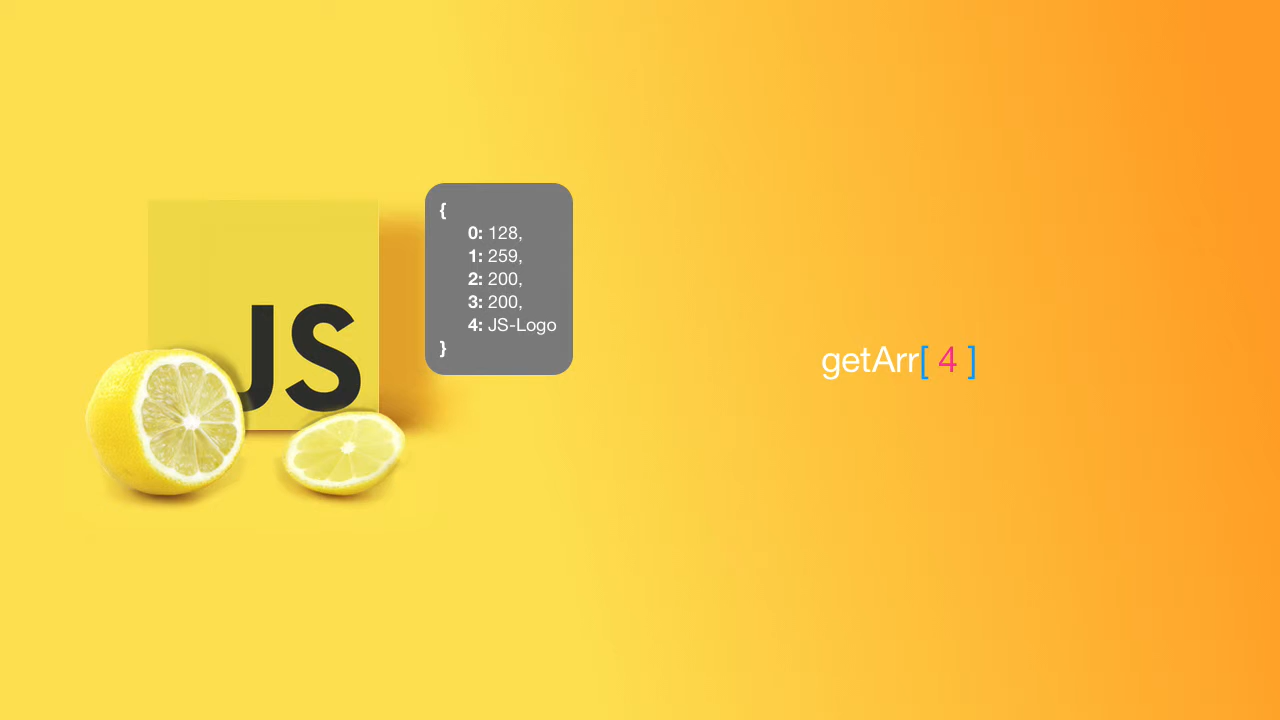 JS
{
0: 128,
1: 259,
2: 200,
3: 200,
4: JS-Logo
}
getArr[ 4 ]